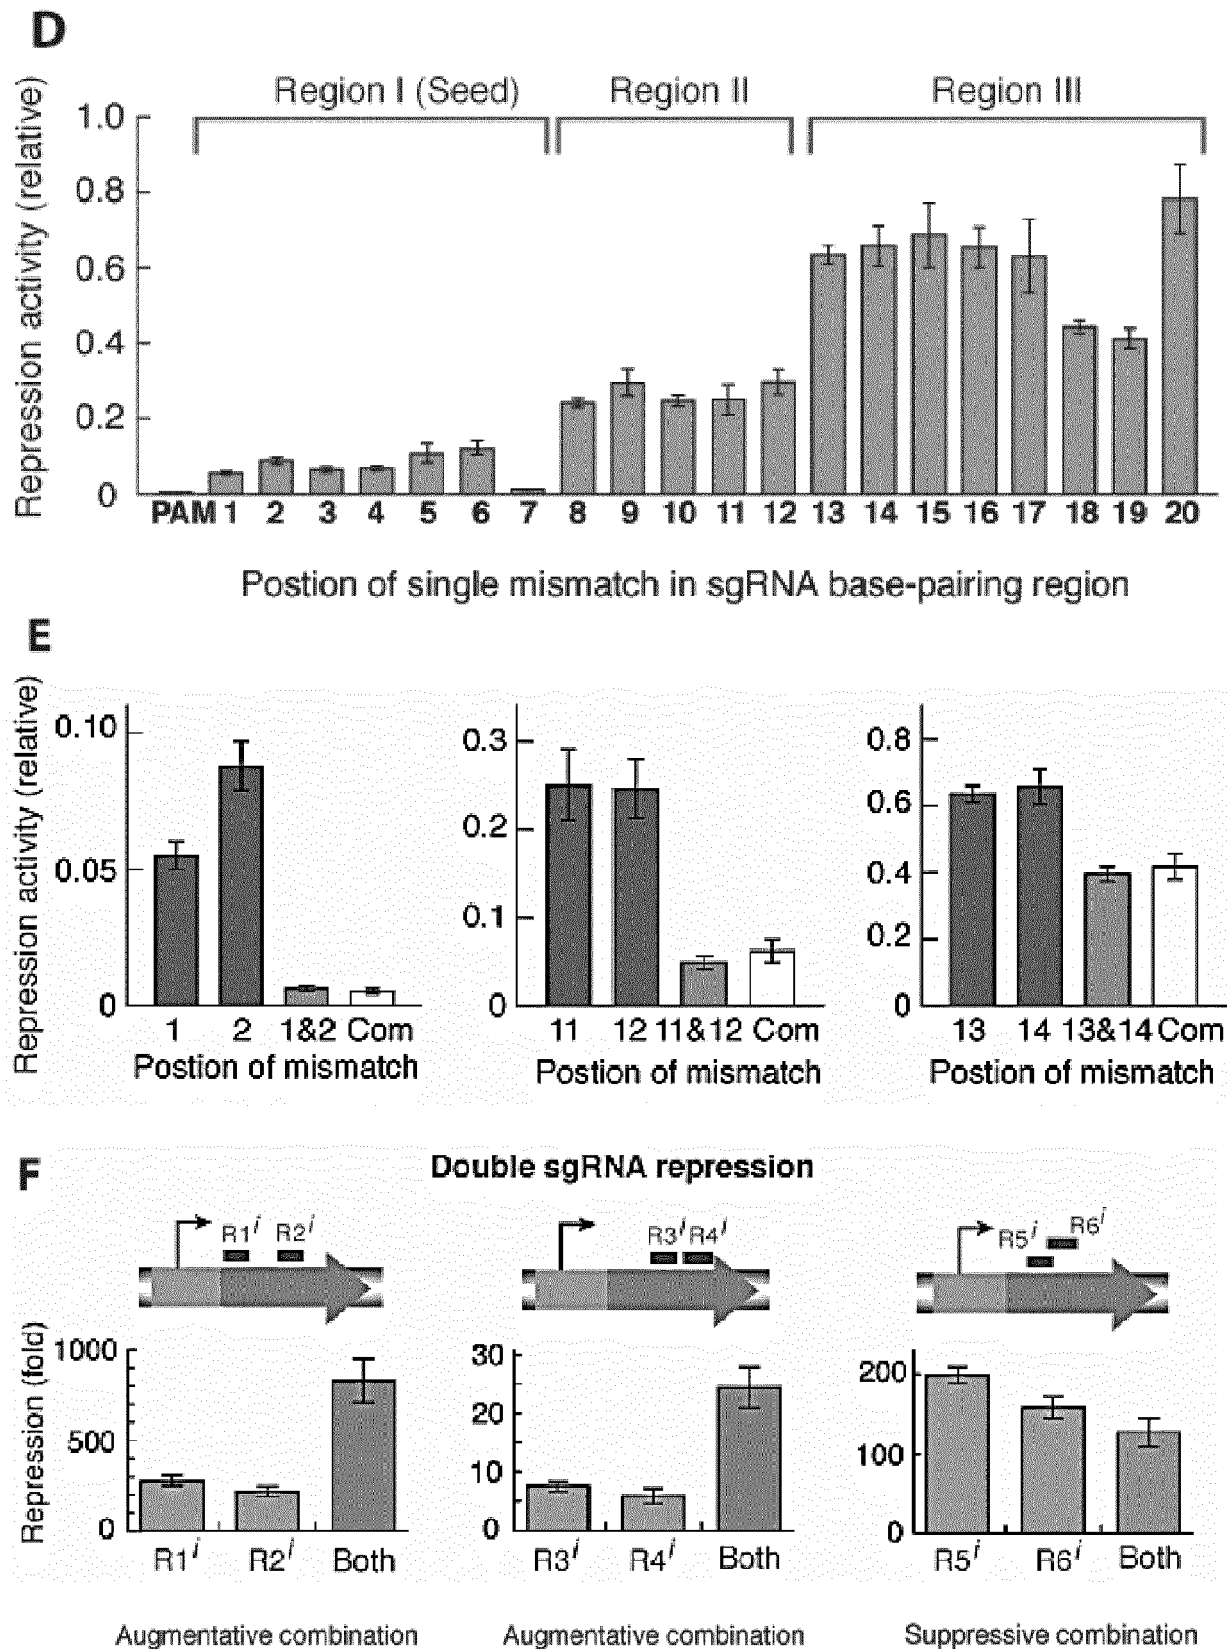 D
Region I (Seed) Region II Region III
Repression activity (relative)
1.0
0.8
0.6
0.4
0.2
0
PAM 1 2 3 4 5 6 7 8 9 10 11 12 13 14 15 16 17 18 19 20
Postion of single mismatch in sgRNA base-pairing region
E
Repression activity (relative)
0.10
0.05
0
1 2 1&2 Com
Postion of mismatch
0.3
0.2
0.1
0
11 12 11&12 Com
Postion of mismatch
0.8
0.6
0.4
0.2
0
13 14 13&14 Com
Postion of mismatch
F
Double sgRNA repression
R1i R2i
R3i R4i
R5i R6i
Repression (fold)
1000
500
0
R1i R2i Both
Augmentative combination
30
20
10
0
R3i R4i Both
Augmentative combination
200
100
0
R5i R6i Both
Suppressive combination